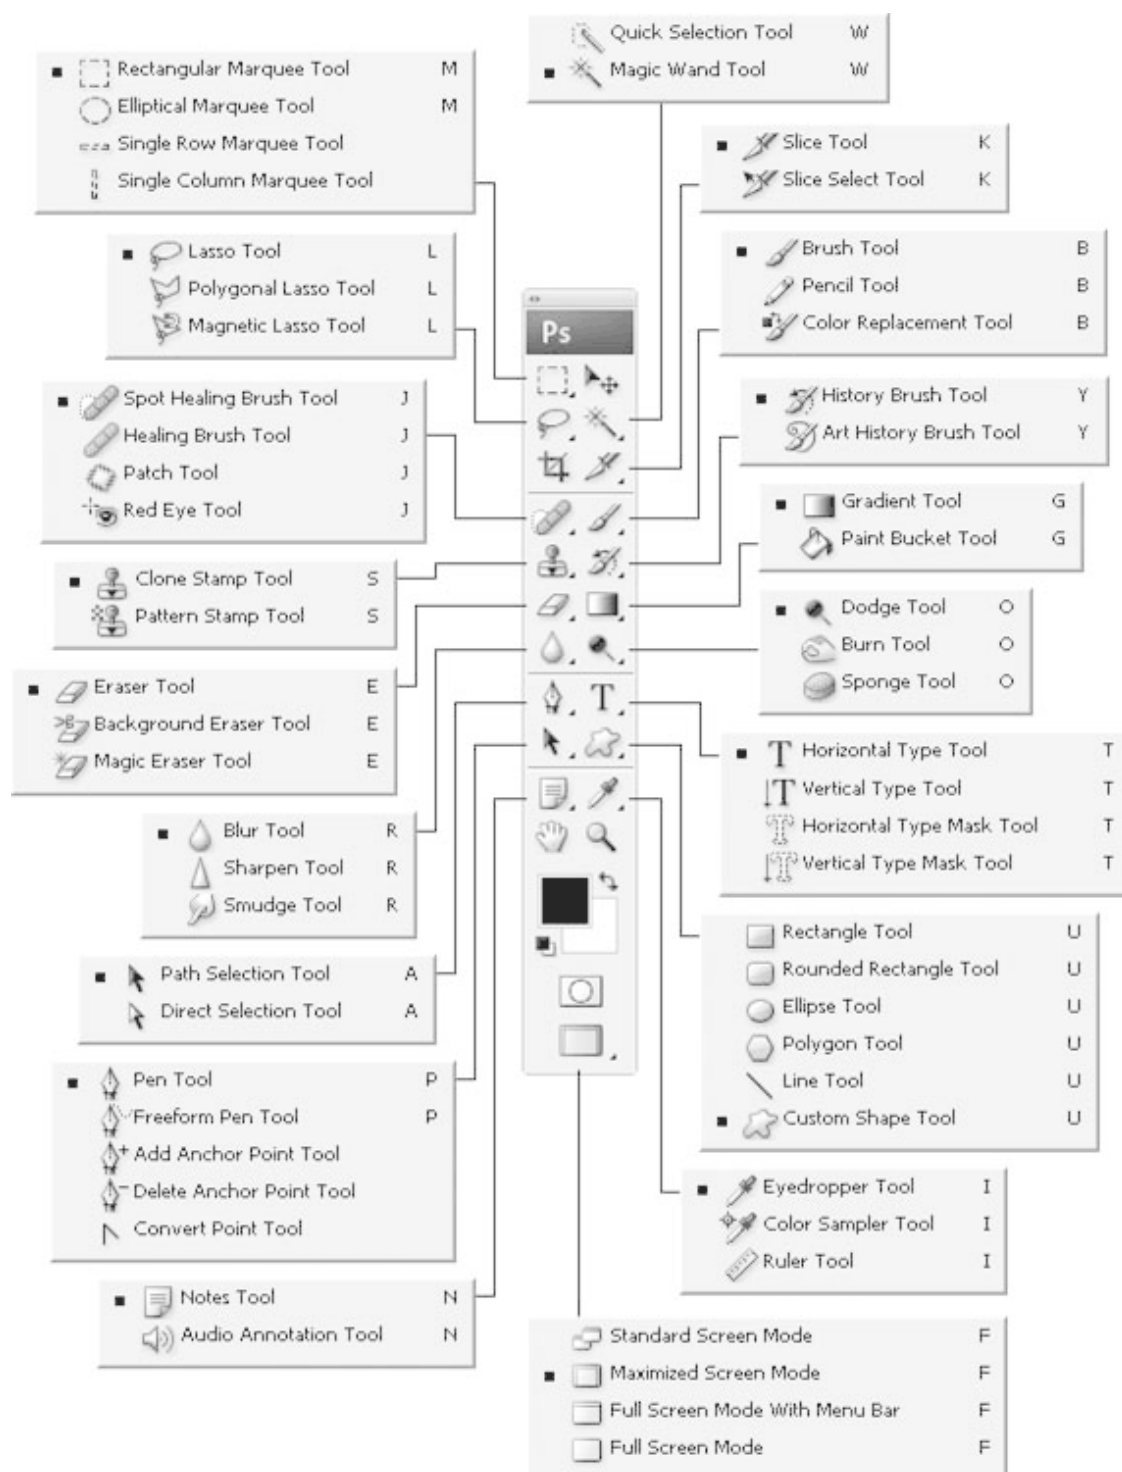 Quick Selection Tool W
Magic Wand Tool W
Rectangular Marquee Tool M
Elliptical Marquee Tool M
Single Row Marquee Tool
Single Column Marquee Tool
Slice Tool K
Slice Select Tool K
Lasso Tool L
Polygonal Lasso Tool L
Magnetic Lasso Tool L
Brush Tool B
Pencil Tool B
Color Replacement Tool B
Ps
Spot Healing Brush Tool J
Healing Brush Tool J
Patch Tool J
Red Eye Tool J
History Brush Tool Y
Art History Brush Tool Y
Gradient Tool G
Paint Bucket Tool G
Clone Stamp Tool S
Pattern Stamp Tool S
Dodge Tool O
Burn Tool O
Sponge Tool O
Eraser Tool E
Background Eraser Tool E
Magic Eraser Tool E
T
Horizontal Type Tool T
Vertical Type Tool T
Horizontal Type Mask Tool T
Vertical Type Mask Tool T
Blur Tool R
Sharpen Tool R
Smudge Tool R
Rectangle Tool U
Rounded Rectangle Tool U
Ellipse Tool U
Polygon Tool U
Line Tool U
Custom Shape Tool U
Path Selection Tool A
Direct Selection Tool A
Pen Tool P
Freeform Pen Tool P
Add Anchor Point Tool
Delete Anchor Point Tool
Convert Point Tool
Eyedropper Tool I
Color Sampler Tool I
Ruler Tool I
Notes Tool N
Audio Annotation Tool N
Standard Screen Mode F
Maximized Screen Mode F
Full Screen Mode With Menu Bar F
Full Screen Mode F